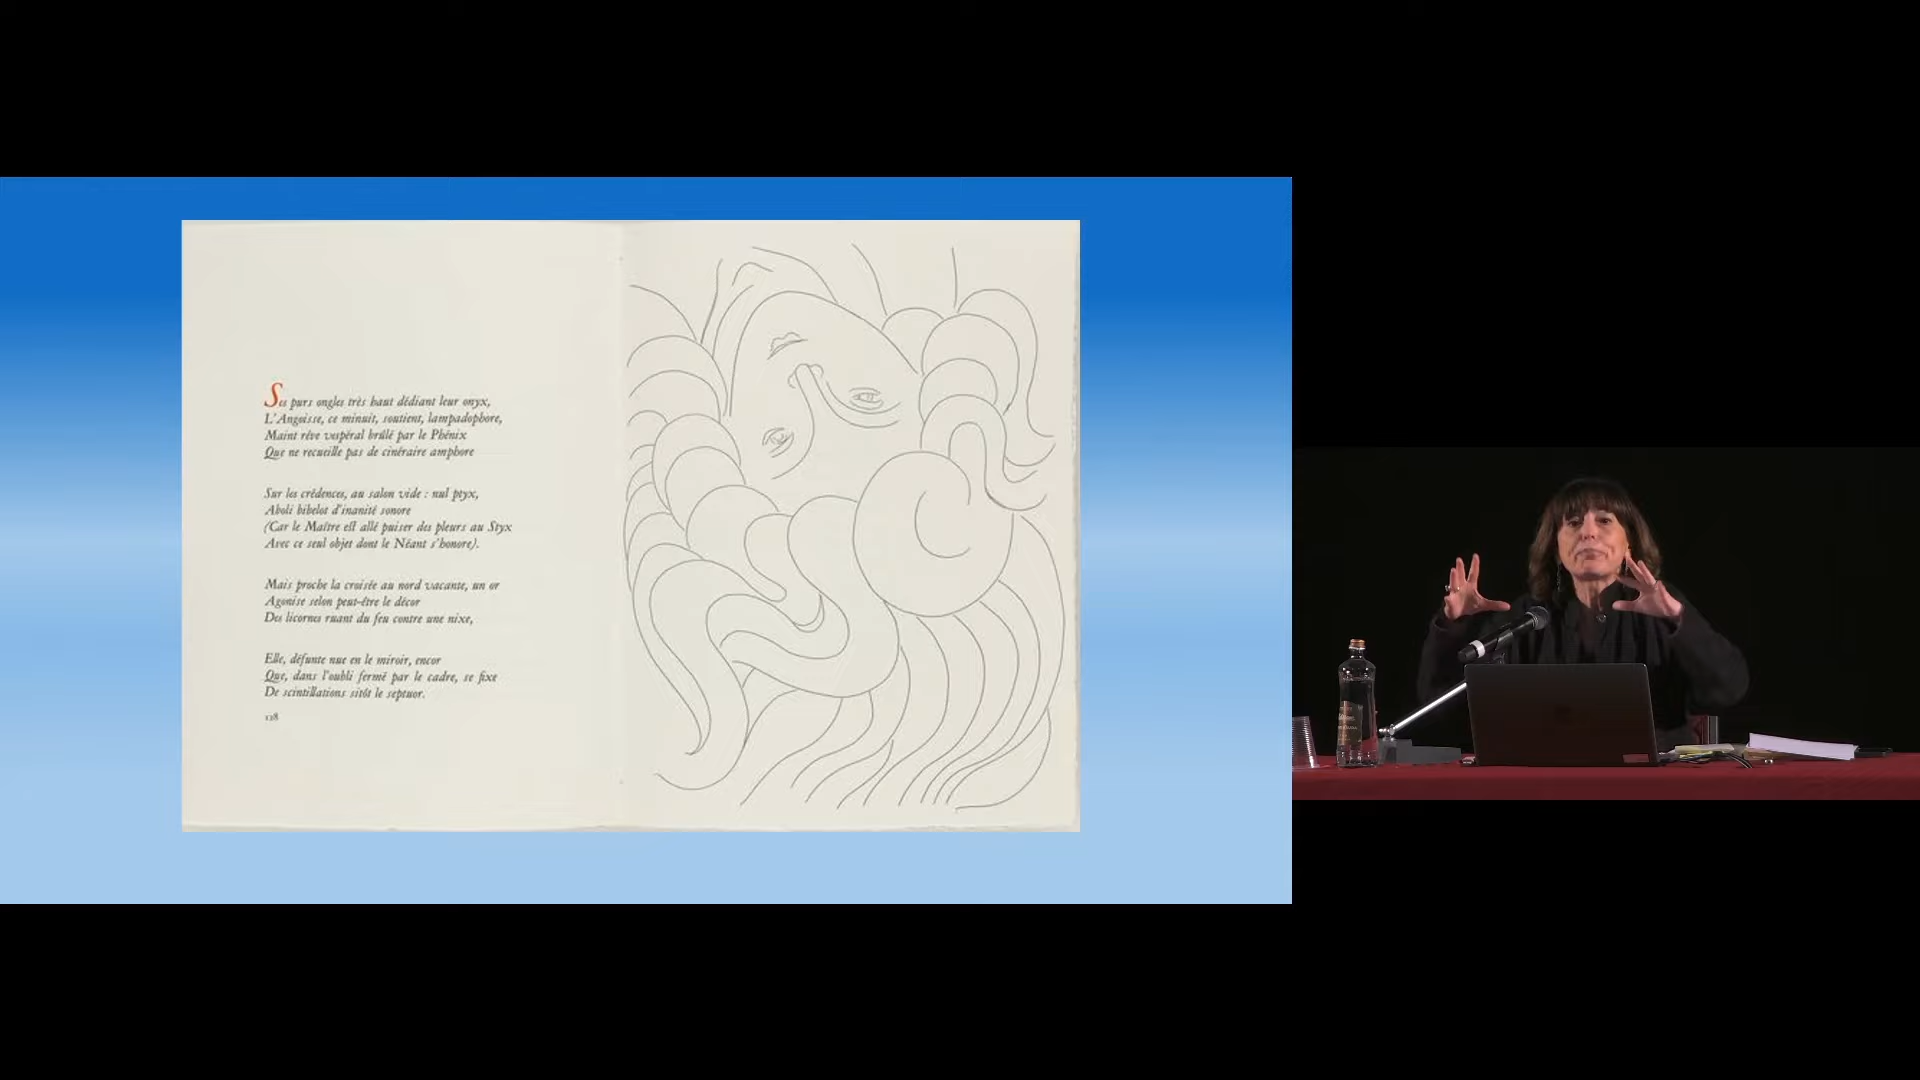 Ses purs ongles très haut dédiant leur onyx,
L'Angoisse, ce minuit, soutient, lampadophore,
Maint rêve vespéral brûlé par le Phénix
Que ne recueille pas de cinéraire amphore
Sur les crédences, au salon vide : nul ptyx,
Aboli bibelot d'inanité sonore
(Car le Maître est allé puiser des pleurs au Styx
Avec ce seul objet dont le Néant s'honore).
Mais proche la croisée au nord vacante, un or
Agonise selon peut-être le décor
Des licornes ruant du feu contre une nixe,
Elle, défunte nue en le miroir, encor
Que, dans l'oubli fermé par le cadre, se fixe
De scintillations sitôt le septuor.
128